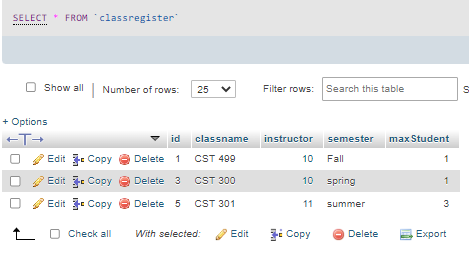 SELECT * FROM `classregister`
Show all Number of rows: 25 Filter rows: Search this table S
+ Options
←T→ id classname instructor semester maxStudent
Edit Copy Delete 1 CST 499 10 Fall 1
Edit Copy Delete 3 CST 300 10 spring 1
Edit Copy Delete 5 CST 301 11 summer 3
Check all With selected: Edit Copy Delete Export